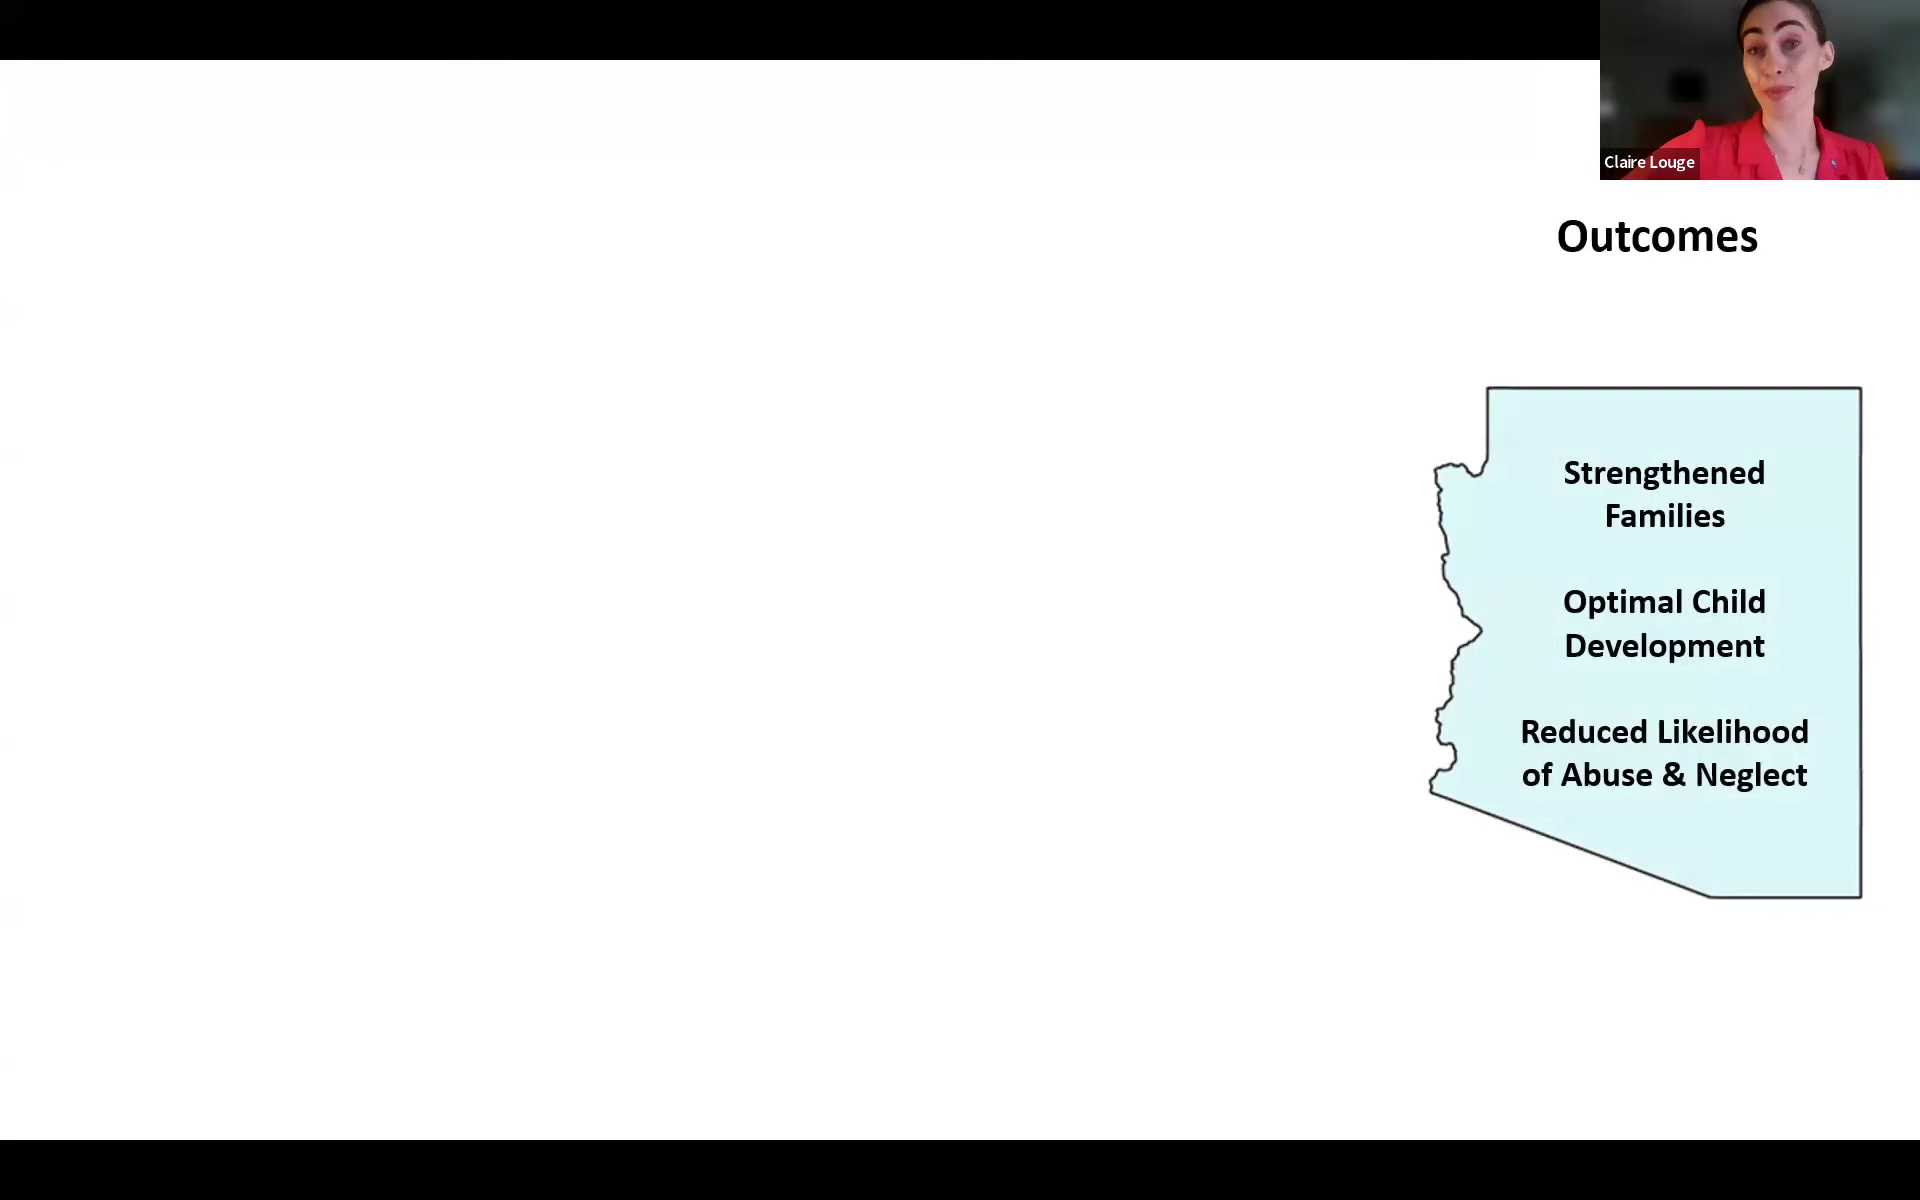 Claire Louge
Outcomes
Strengthened
Families
Optimal Child
Development
Reduced Likelihood
of Abuse & Neglect